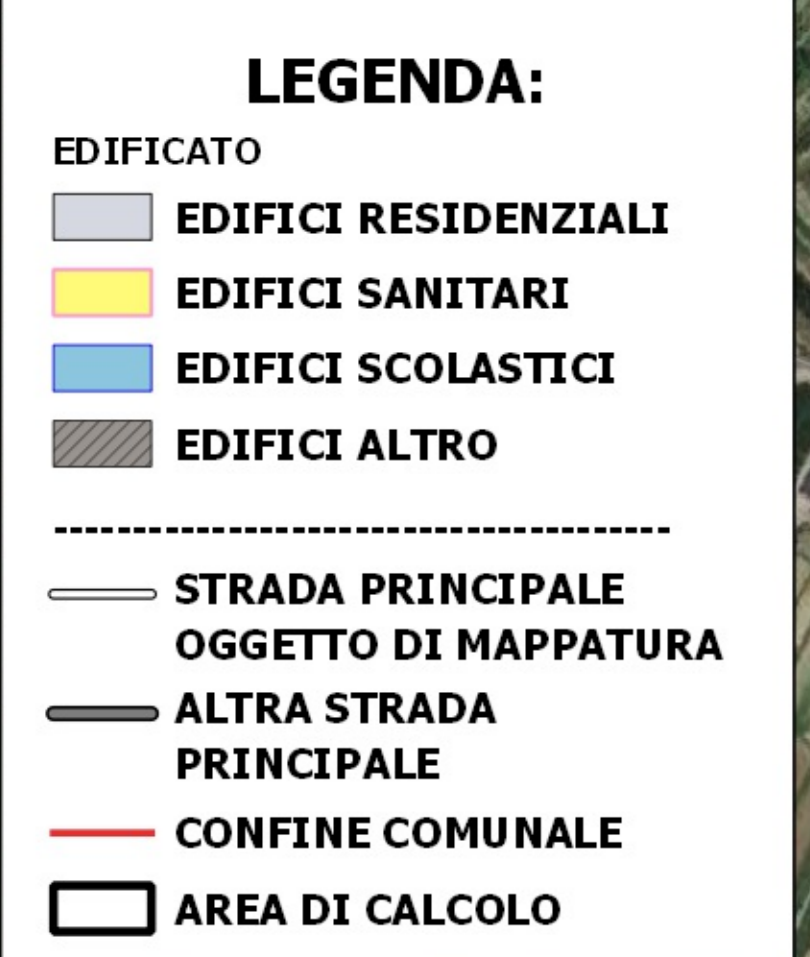 LEGENDA:
EDIFICATO
EDIFICI RESIDENZIALI
EDIFICI SANITARI
EDIFICI SCOLASTICI
EDIFICI ALTRO
---------------------------------------
STRADA PRINCIPALE
OGGETTO DI MAPPATURA
ALTRA STRADA
PRINCIPALE
CONFINE COMUNALE
AREA DI CALCOLO